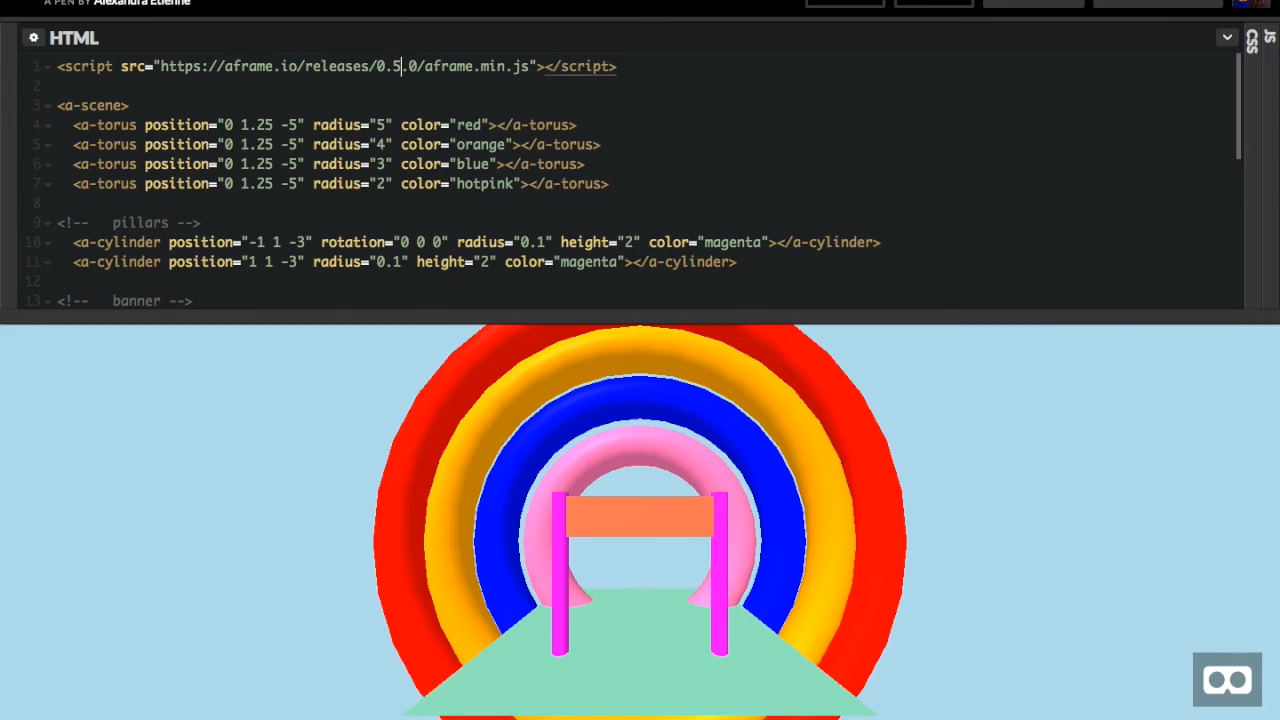 A PEN BY Alexandra Etienne
HTML
CSS
JS
1 <script src="https://aframe.io/releases/0.5.0/aframe.min.js"></script>
2
3 <a-scene>
4 <a-torus position="0 1.25 -5" radius="5" color="red"></a-torus>
5 <a-torus position="0 1.25 -5" radius="4" color="orange"></a-torus>
6 <a-torus position="0 1.25 -5" radius="3" color="blue"></a-torus>
7 <a-torus position="0 1.25 -5" radius="2" color="hotpink"></a-torus>
8
9 <!-- pillars -->
10 <a-cylinder position="-1 1 -3" rotation="0 0 0" radius="0.1" height="2" color="magenta"></a-cylinder>
11 <a-cylinder position="1 1 -3" radius="0.1" height="2" color="magenta"></a-cylinder>
12
13 <!-- banner -->